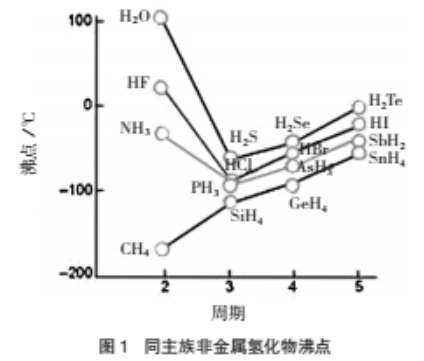 100
H₂O
HF
0
H₂Te
H₂Se
HI
NH₃
H₂S
SbH₂
HCl
HBr
SnH₄
AsH₃
-100
PH₃
SiH₄
GeH₄
CH₄
-200
2 3 4 5
沸点 /℃
周期
图 1 同主族非金属氢化物沸点